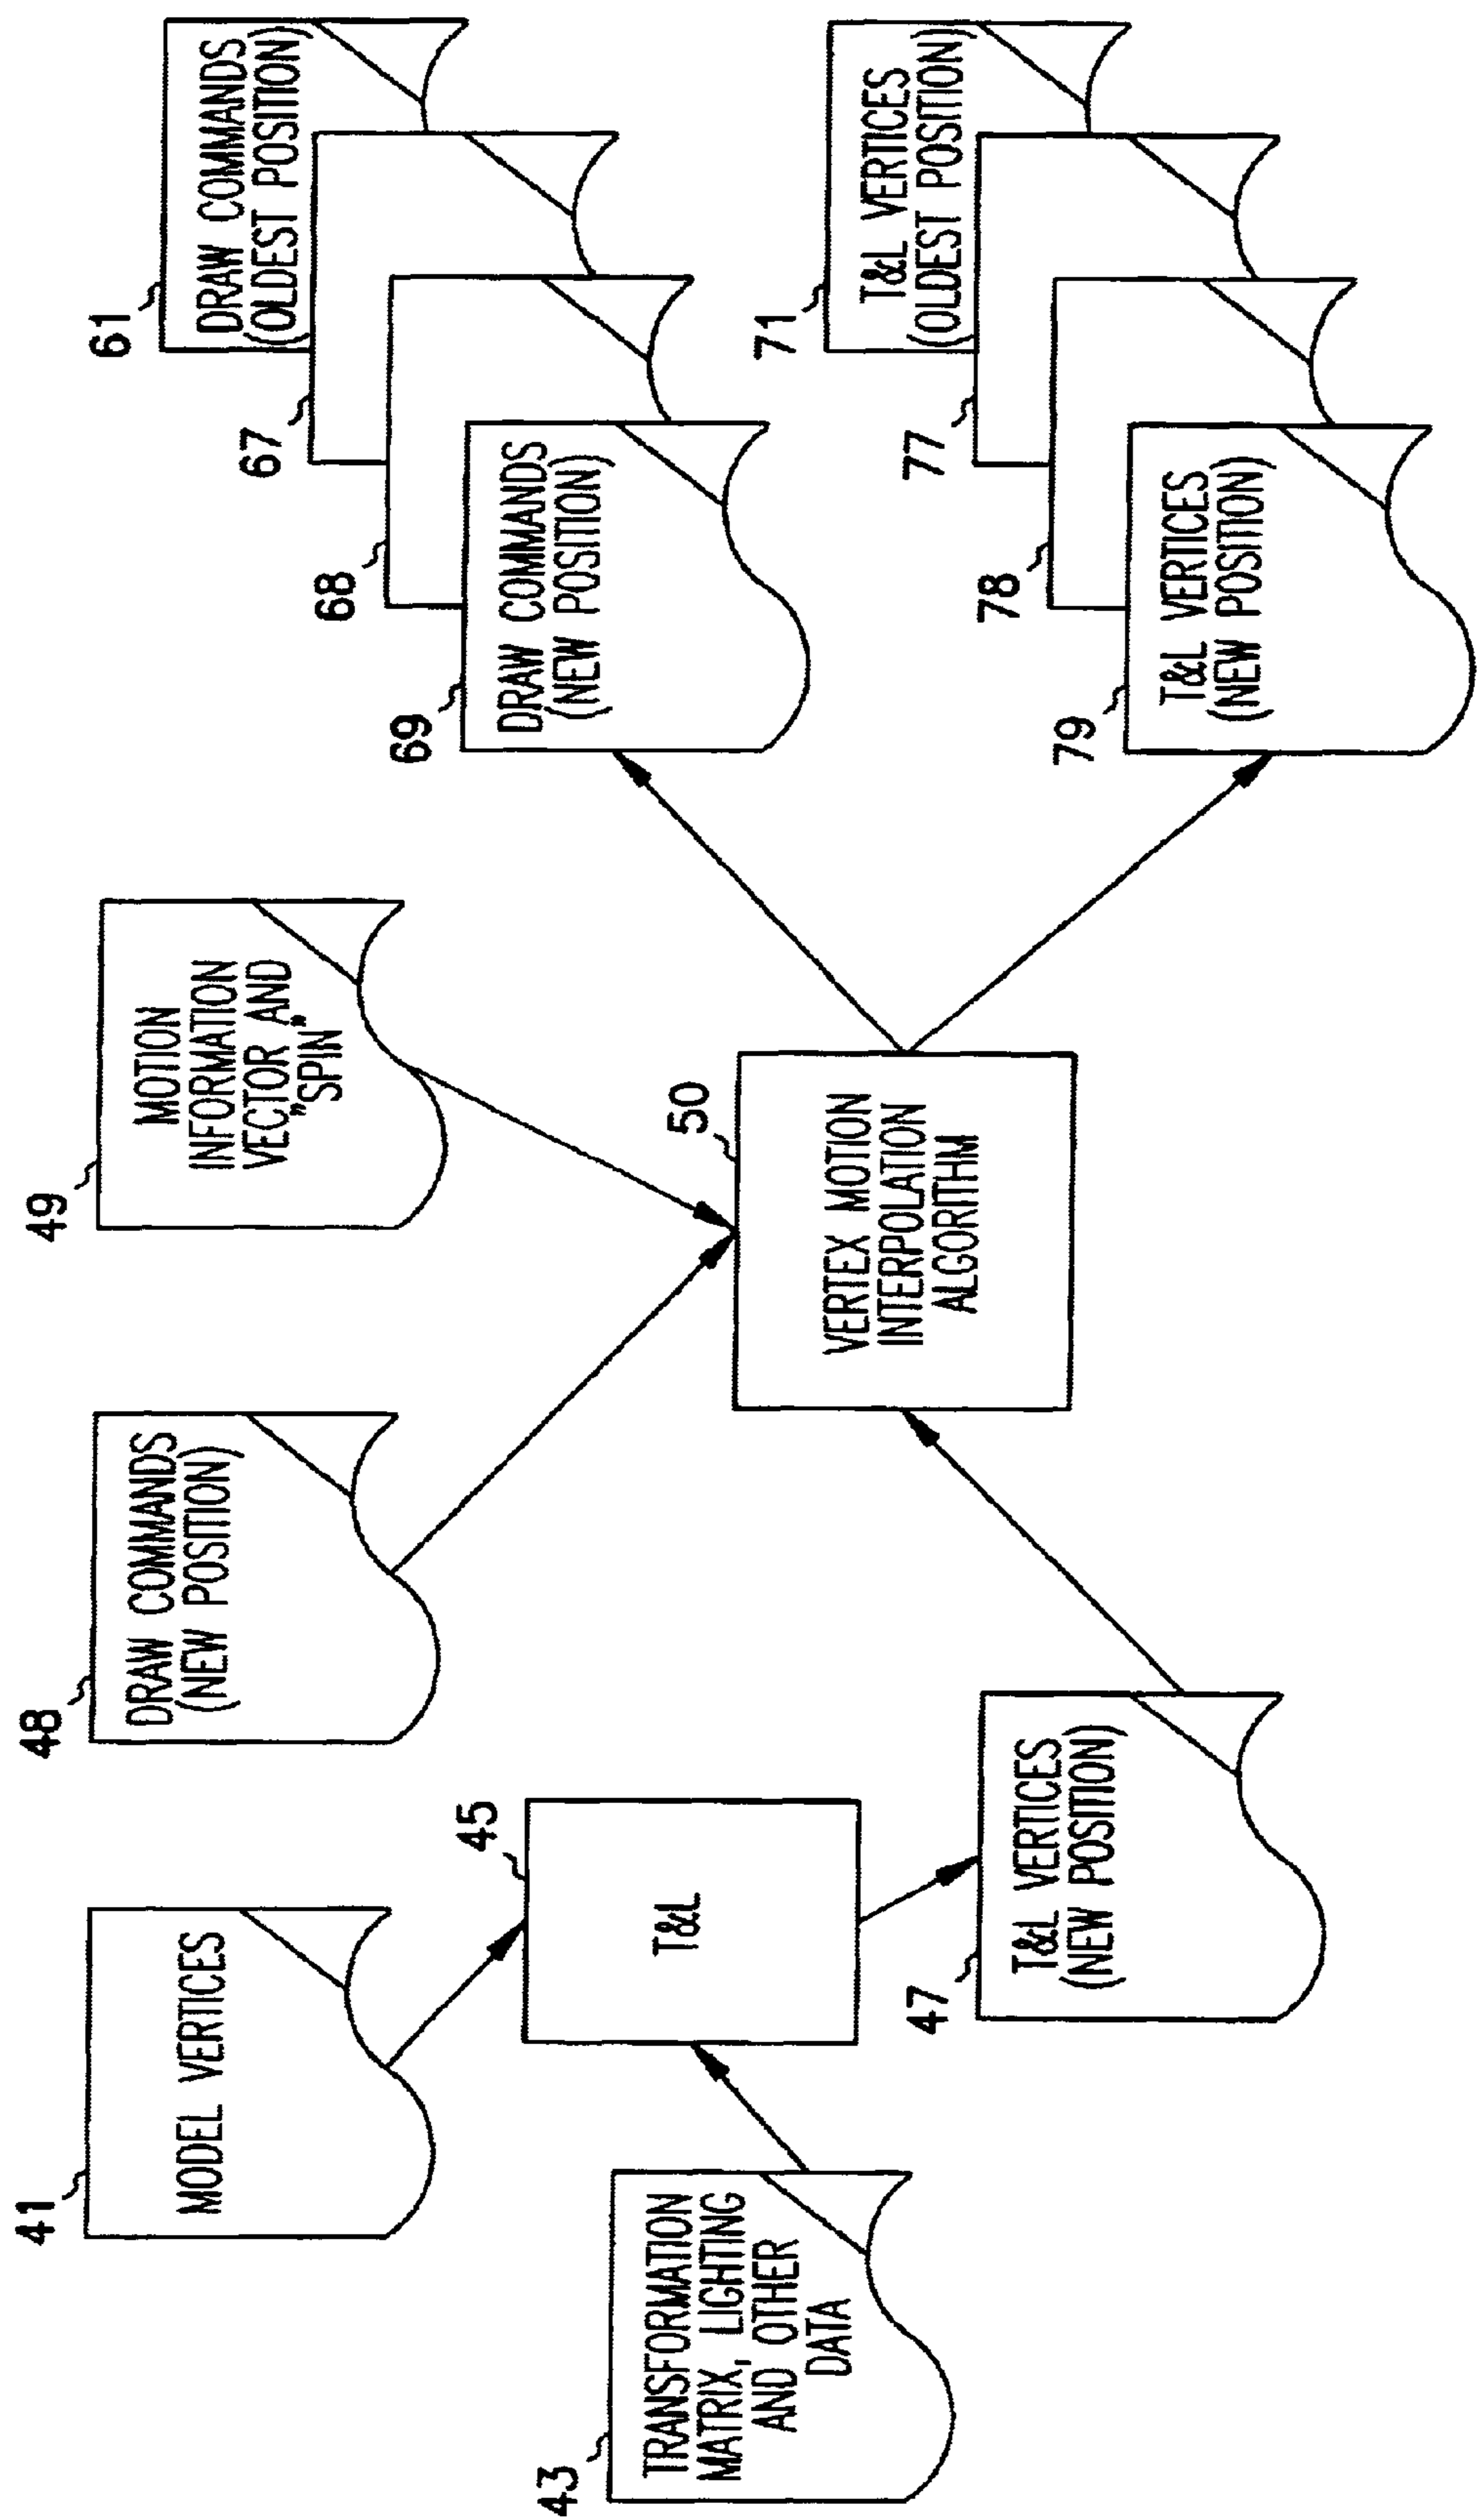 41
MODEL VERTICES
43
TRANSFORMATION
MATRIX, LIGHTING
AND OTHER
DATA
45
T&L
47
T&L VERTICES
(NEW POSITION)
48
DRAW COMMANDS
(NEW POSITION)
49
MOTION
INFORMATION
VECTOR AND
"SPIN"
50
VERTEX MOTION
INTERPOLATION
ALGORITHM
61
DRAW COMMANDS
(OLDEST POSITION)
67
68
69
DRAW COMMANDS
(NEW POSITION)
71
T&L VERTICES
(OLDEST POSITION)
77
78
79
T&L VERTICES
(NEW POSITION)